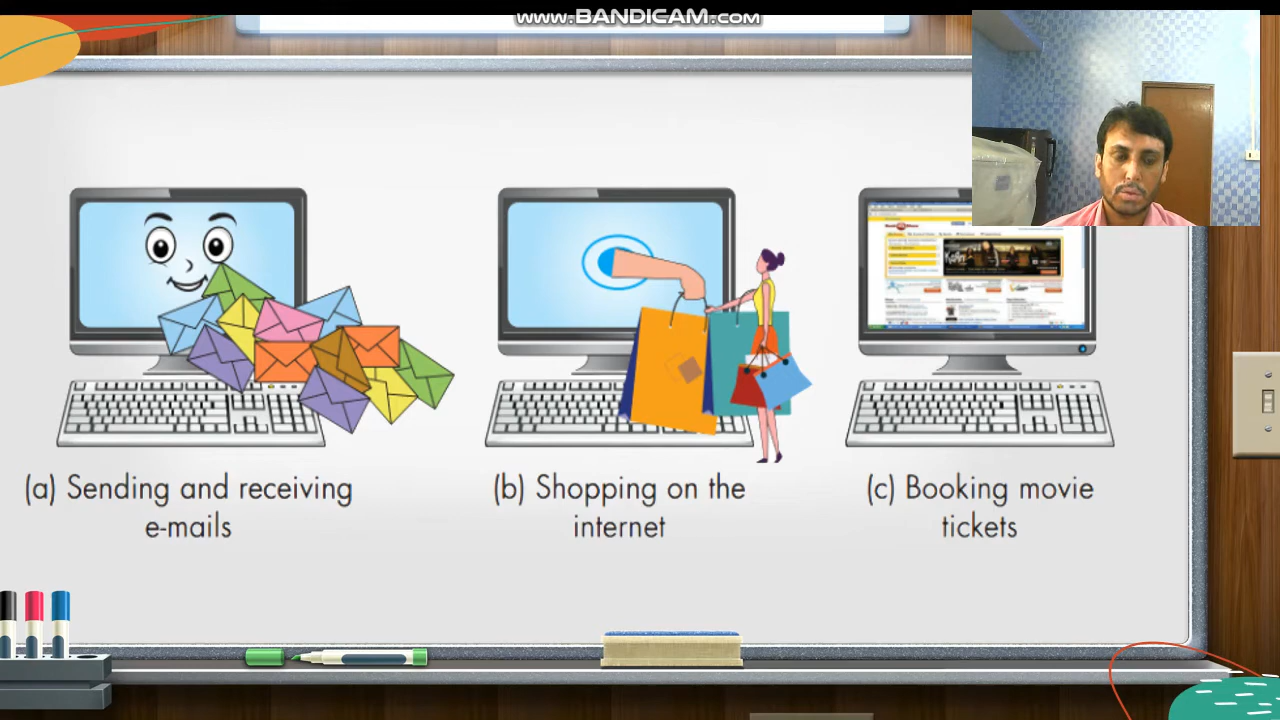 www.BANDICAM.com
(a) Sending and receiving
e-mails
(b) Shopping on the
internet
(c) Booking movie
tickets